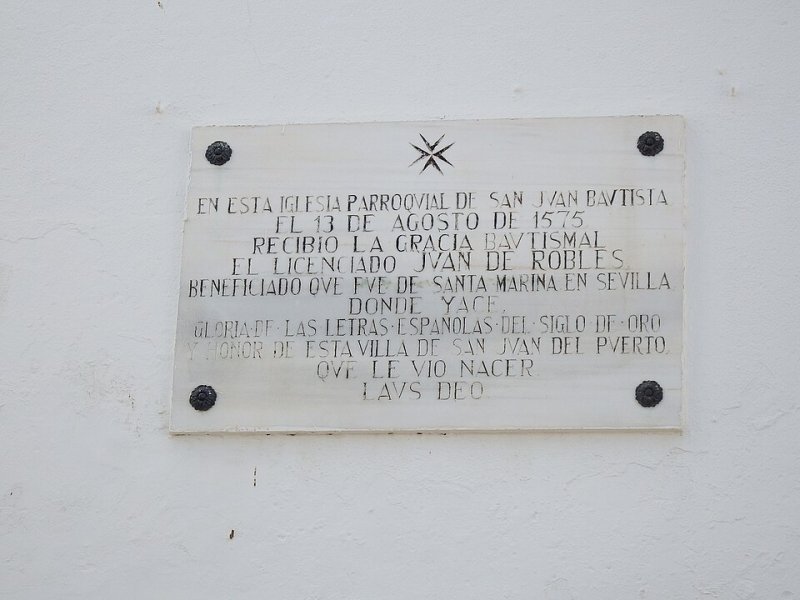 EN ESTA IGLESIA PARROQVIAL DE SAN JVAN BAVTISTA
EL 13 DE AGOSTO DE 1575
RECIBIO LA GRACIA BAVTISMAL
EL LICENCIADO JVAN DE ROBLES.
BENEFICIADO QVE FVE DE SANTA MARINA EN SEVILLA
DONDE YACE.
GLORIA·DE·LAS LETRAS·ESPAÑOLAS·DEL·SIGLO DE·ORO
Y HONOR DE ESTA VILLA DE SAN JVAN DEL PVERTO,
QVE LE VIO NACER
LAVS DEO